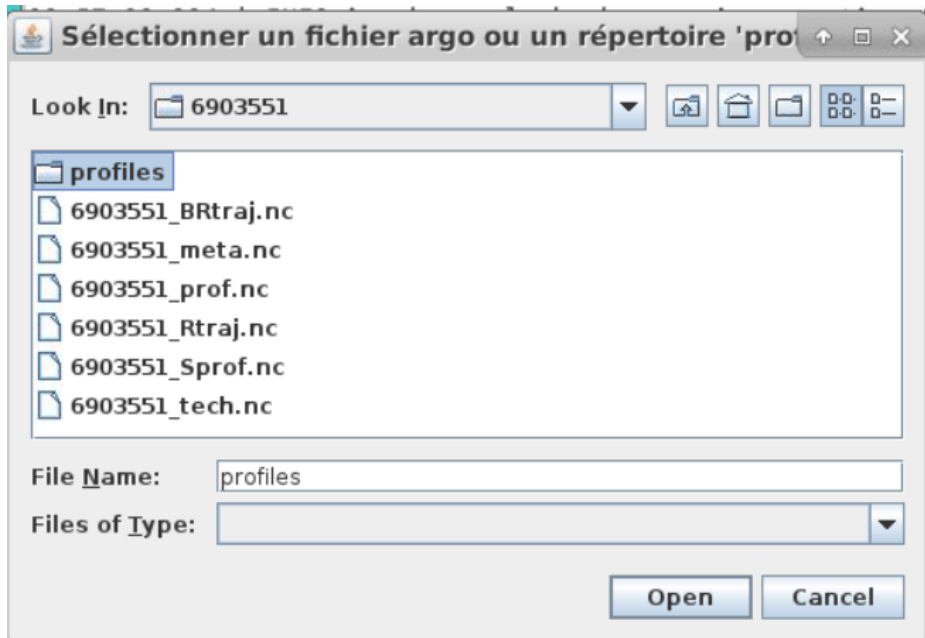 Sélectionner un fichier argo ou un répertoire 'prof
Look In: 6903551
profiles
6903551_BRtraj.nc
6903551_meta.nc
6903551_prof.nc
6903551_Rtraj.nc
6903551_Sprof.nc
6903551_tech.nc
File Name: profiles
Files of Type:
Open Cancel